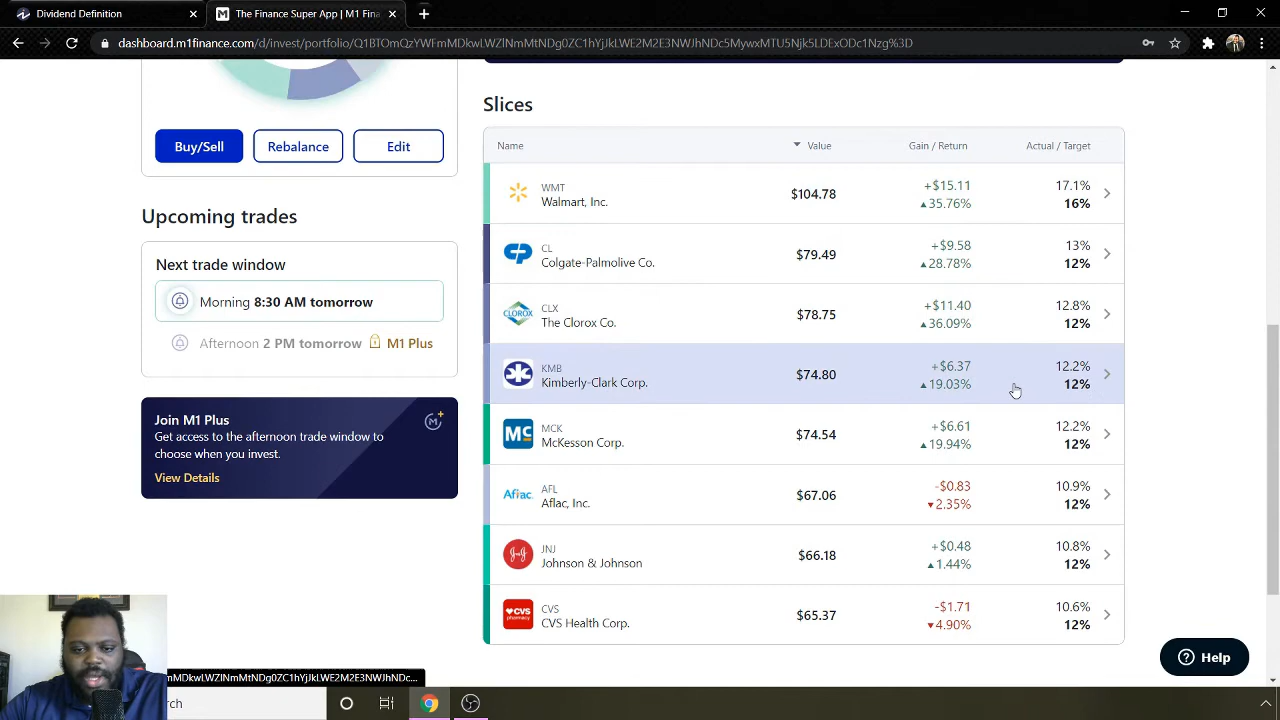 Dividend Definition
The Finance Super App | M1 Fina
dashboard.m1finance.com/d/invest/portfolio/Q1BTOmQzYWFmMDkwLWZlNmMtNDg0ZC1hYjJkLWE2M2E3NWJhNDc5MywxMTU5Njk5LDExODc1Nzg%3D
Buy/Sell
Rebalance
Edit
Upcoming trades
Next trade window
Morning 8:30 AM tomorrow
Afternoon 2 PM tomorrow M1 Plus
Join M1 Plus
Get access to the afternoon trade window to
choose when you invest.
View Details
Slices
Name Value Gain / Return Actual / Target
WMT +$15.11 17.1%
Walmart, Inc. $104.78 35.76% 16%
CL +$9.58 13%
Colgate-Palmolive Co. $79.49 28.78% 12%
CLOROX
CLX +$11.40 12.8%
The Clorox Co. $78.75 36.09% 12%
KMB +$6.37 12.2%
Kimberly-Clark Corp. $74.80 19.03% 12%
MC
MCK +$6.61 12.2%
McKesson Corp. $74.54 19.94% 12%
Aflac
AFL -$0.83 10.9%
Aflac, Inc. $67.06 2.35% 12%
JNJ +$0.48 10.8%
Johnson & Johnson $66.18 1.44% 12%
CVS pharmacy
CVS -$1.71 10.6%
CVS Health Corp. $65.37 4.90% 12%
Help
mMDkwLWZlNmMtNDg0ZC1hYjJkLWE2M2E3NWJhNDc...
rch